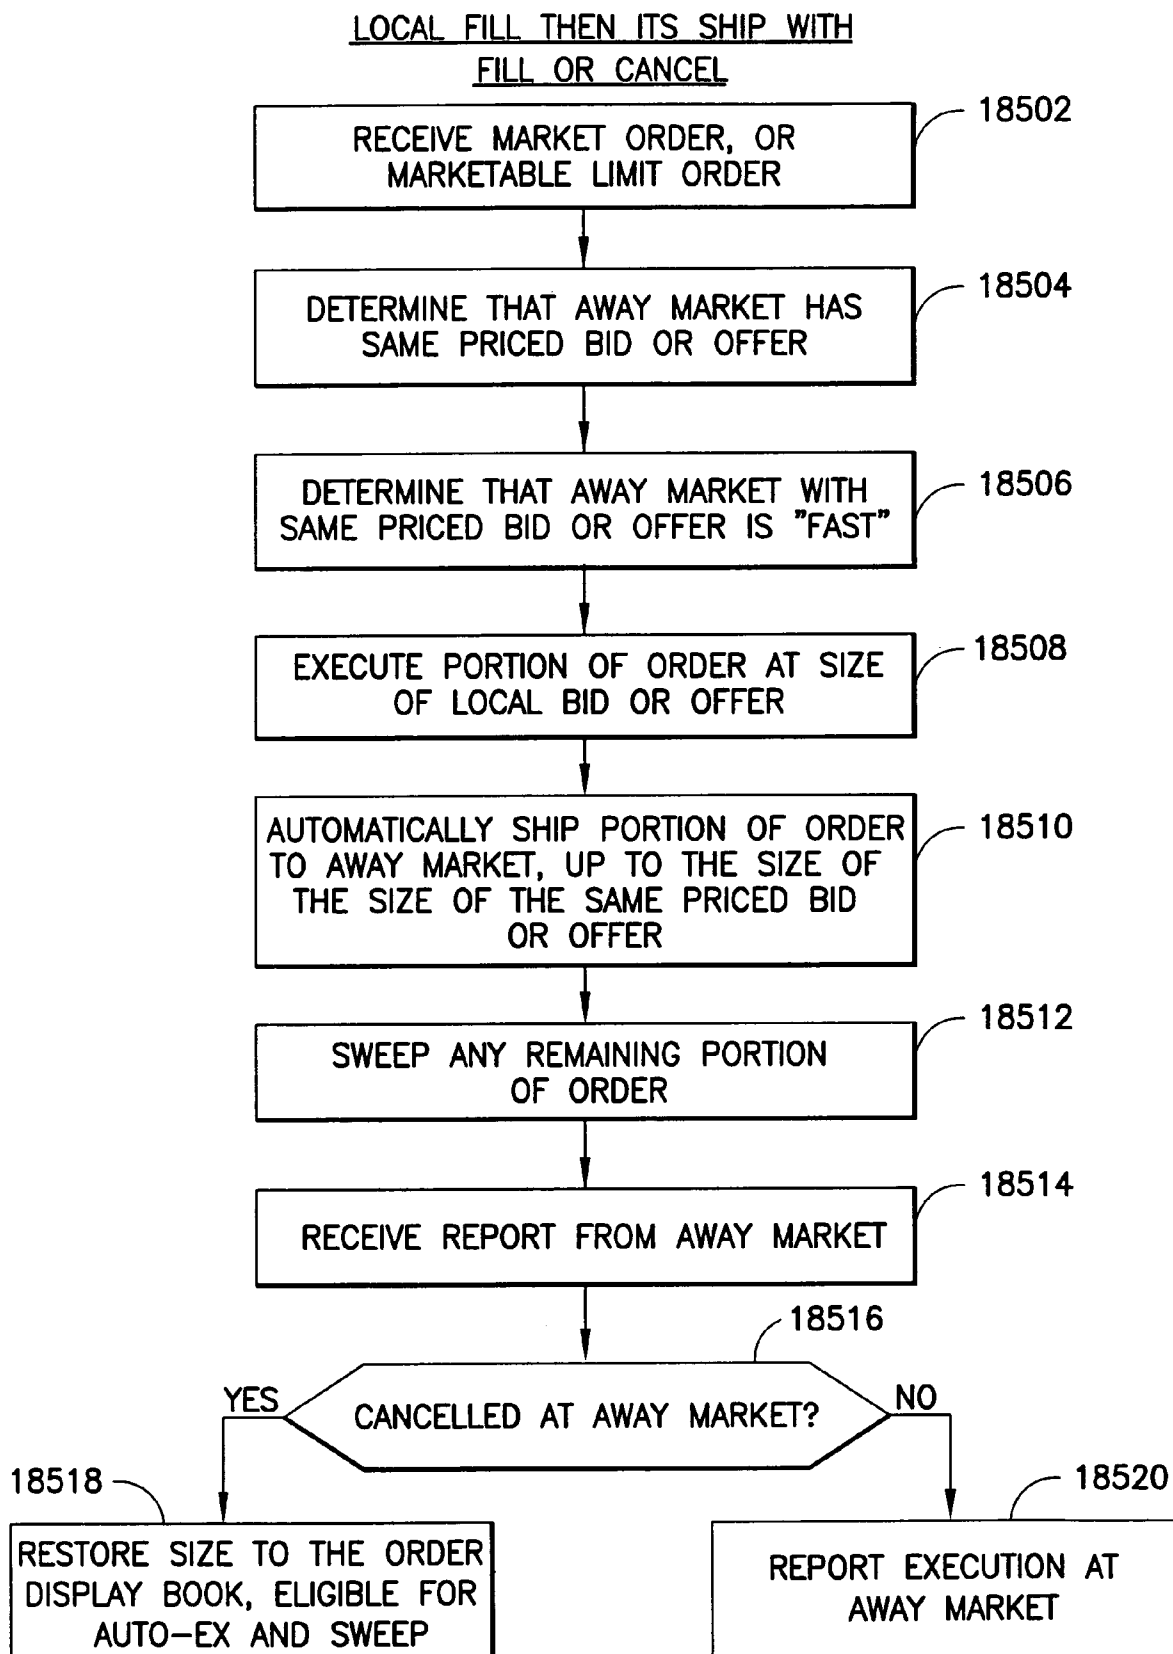 LOCAL FILL THEN ITS SHIP WITH
FILL OR CANCEL
18502
RECEIVE MARKET ORDER, OR
MARKETABLE LIMIT ORDER
18504
DETERMINE THAT AWAY MARKET HAS
SAME PRICED BID OR OFFER
18506
DETERMINE THAT AWAY MARKET WITH
SAME PRICED BID OR OFFER IS "FAST"
18508
EXECUTE PORTION OF ORDER AT SIZE
OF LOCAL BID OR OFFER
18510
AUTOMATICALLY SHIP PORTION OF ORDER
TO AWAY MARKET, UP TO THE SIZE OF
THE SIZE OF THE SAME PRICED BID
OR OFFER
18512
SWEEP ANY REMAINING PORTION
OF ORDER
18514
RECEIVE REPORT FROM AWAY MARKET
18516
YES
CANCELLED AT AWAY MARKET?
NO
18518
RESTORE SIZE TO THE ORDER
DISPLAY BOOK, ELIGIBLE FOR
AUTO-EX AND SWEEP
18520
REPORT EXECUTION AT
AWAY MARKET